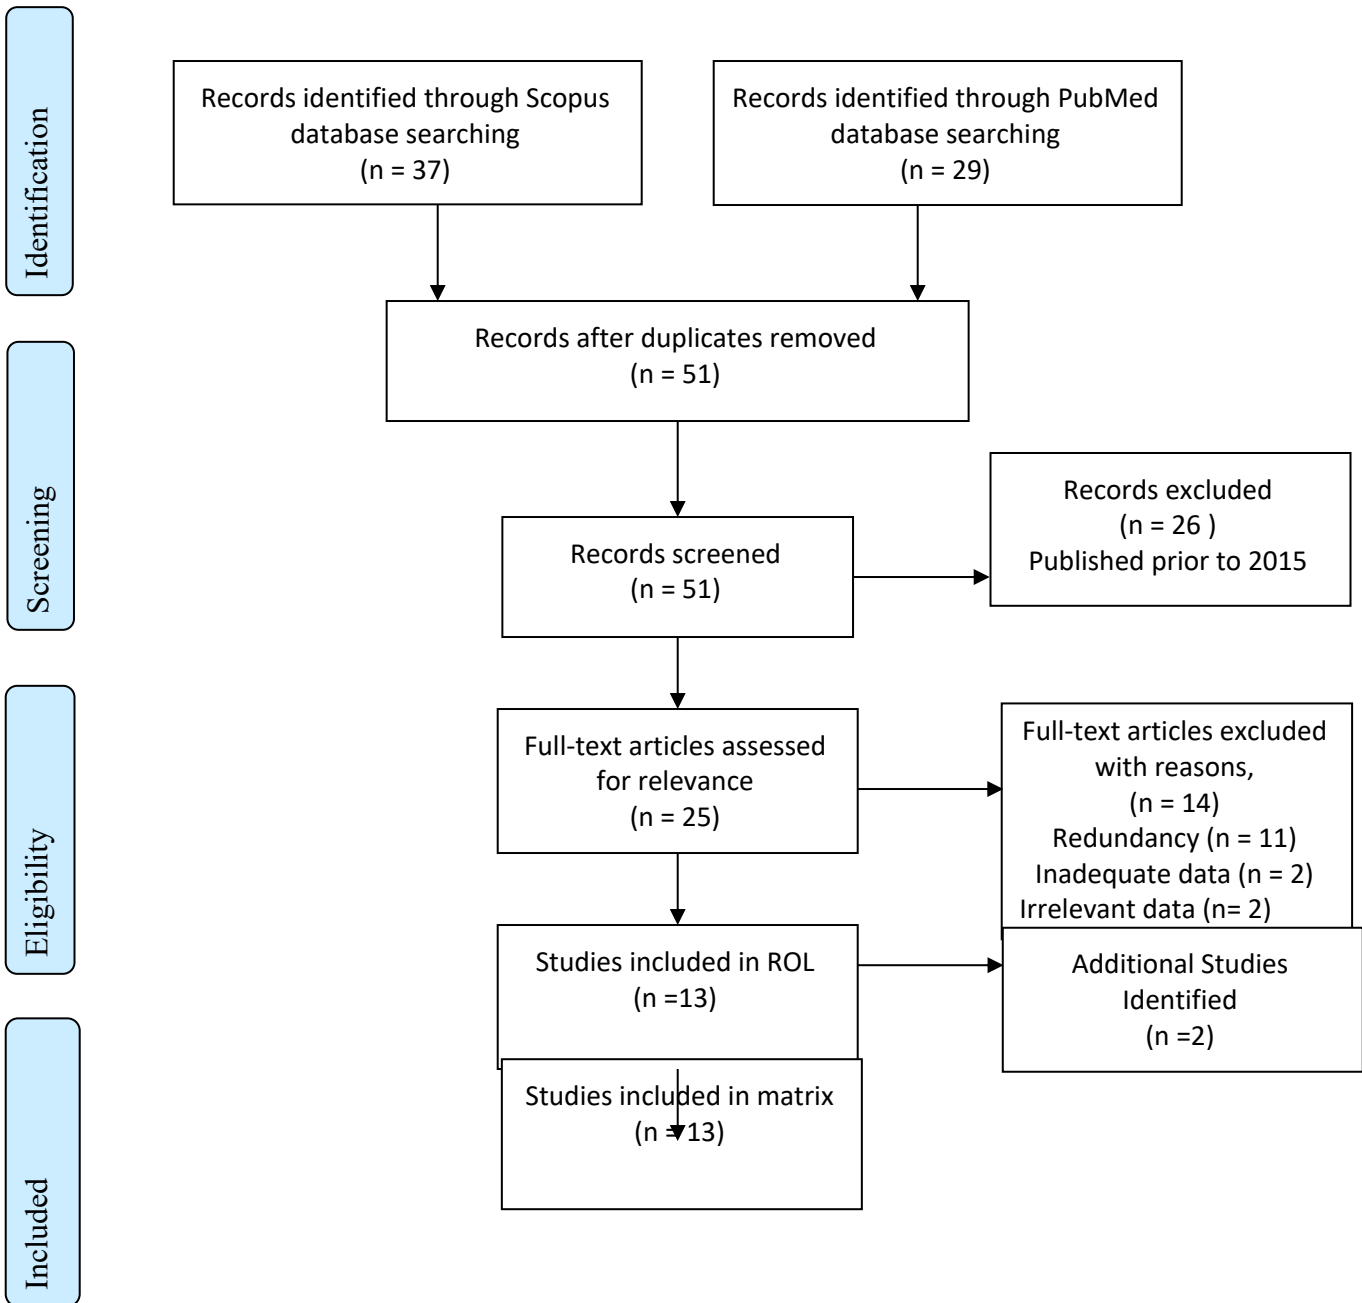 Identification
Records identified through Scopus
database searching
(n = 37)
Records identified through PubMed
database searching
(n = 29)
Records after duplicates removed
(n = 51)
Screening
Records screened
(n = 51)
Records excluded
(n = 26 )
Published prior to 2015
Eligibility
Full-text articles assessed
for relevance
(n = 25)
Full-text articles excluded
with reasons,
(n = 14)
Redundancy (n = 11)
Inadequate data (n = 2)
Irrelevant data (n= 2)
Studies included in ROL
(n =13)
Additional Studies
Identified
(n =2)
Included
Studies included in matrix
(n = 13)